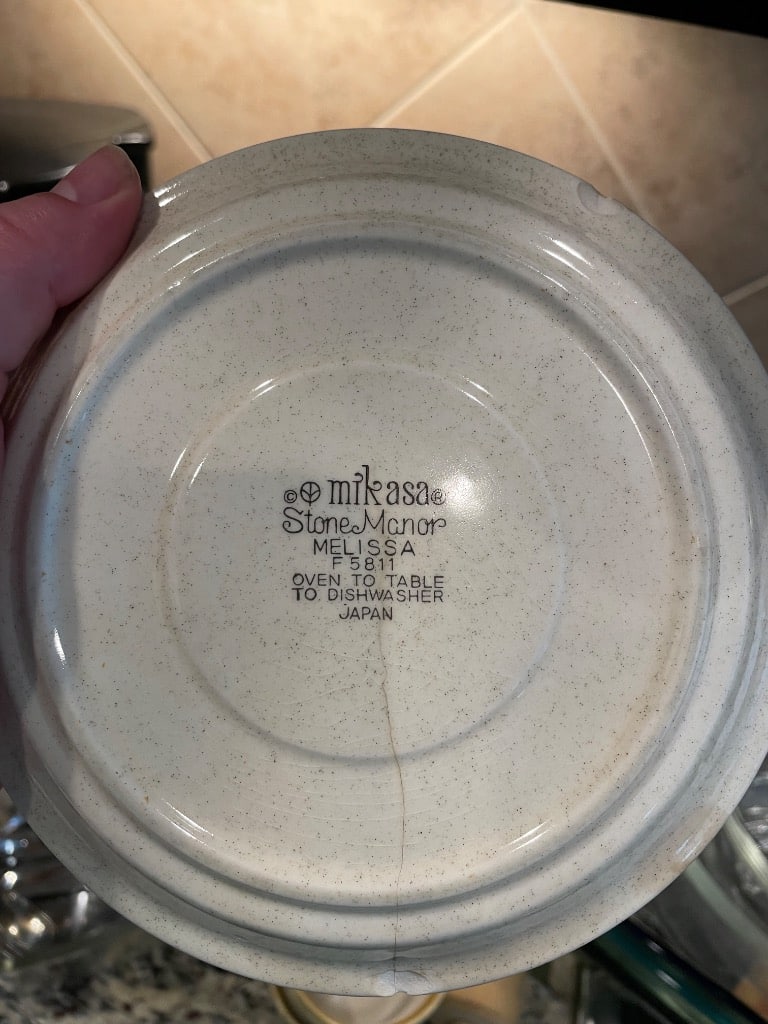 © mikasa®
Stone Manor
MELISSA
F 5811
OVEN TO TABLE
TO DISHWASHER
JAPAN